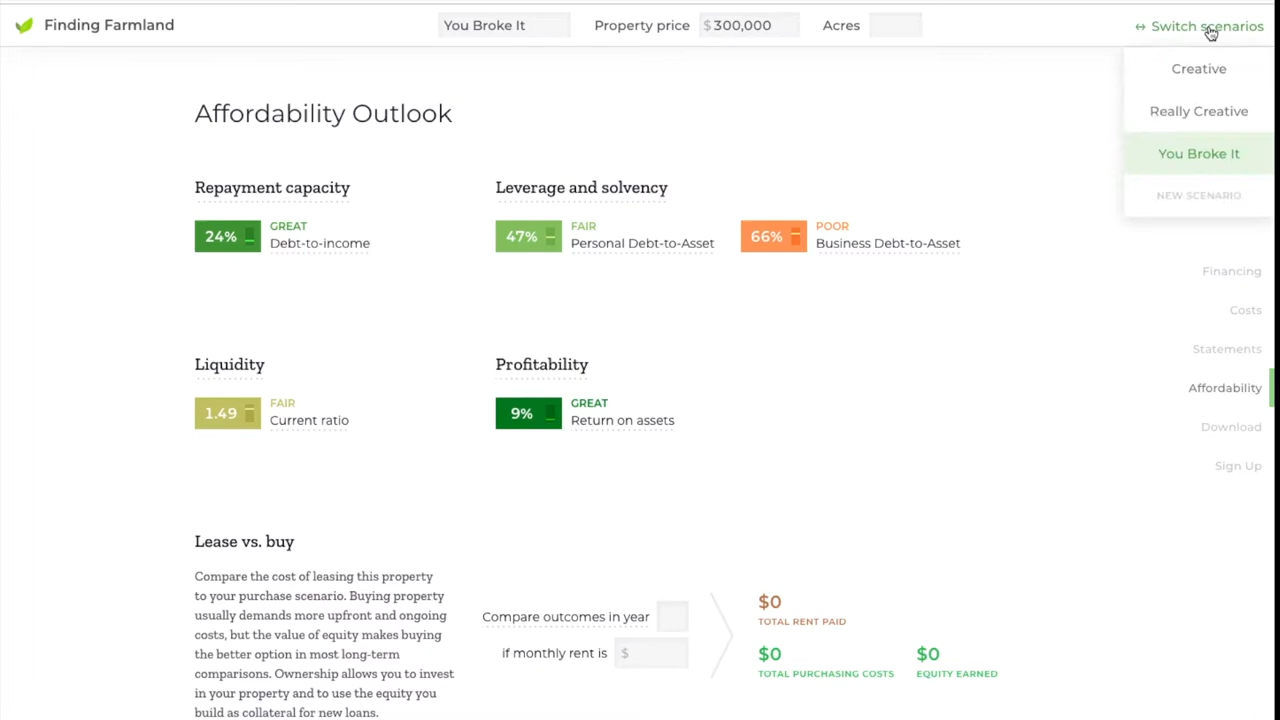 Finding Farmland
You Broke It
Property price
$ 300,000
Acres
↔ Switch scenarios
Creative
Really Creative
You Broke It
NEW SCENARIO
Affordability Outlook
Repayment capacity
24%
GREAT
Debt-to-income
Leverage and solvency
47%
FAIR
Personal Debt-to-Asset
66%
POOR
Business Debt-to-Asset
Financing
Costs
Statements
Affordability
Download
Sign Up
Liquidity
1.49
FAIR
Current ratio
Profitability
9%
GREAT
Return on assets
Lease vs. buy
Compare the cost of leasing this property
to your purchase scenario. Buying property
usually demands more upfront and ongoing
costs, but the value of equity makes buying
the better option in most long-term
comparisons. Ownership allows you to invest
in your property and to use the equity you
build as collateral for new loans.
Compare outcomes in year
if monthly rent is
$
$0
TOTAL RENT PAID
$0
TOTAL PURCHASING COSTS
$0
EQUITY EARNED